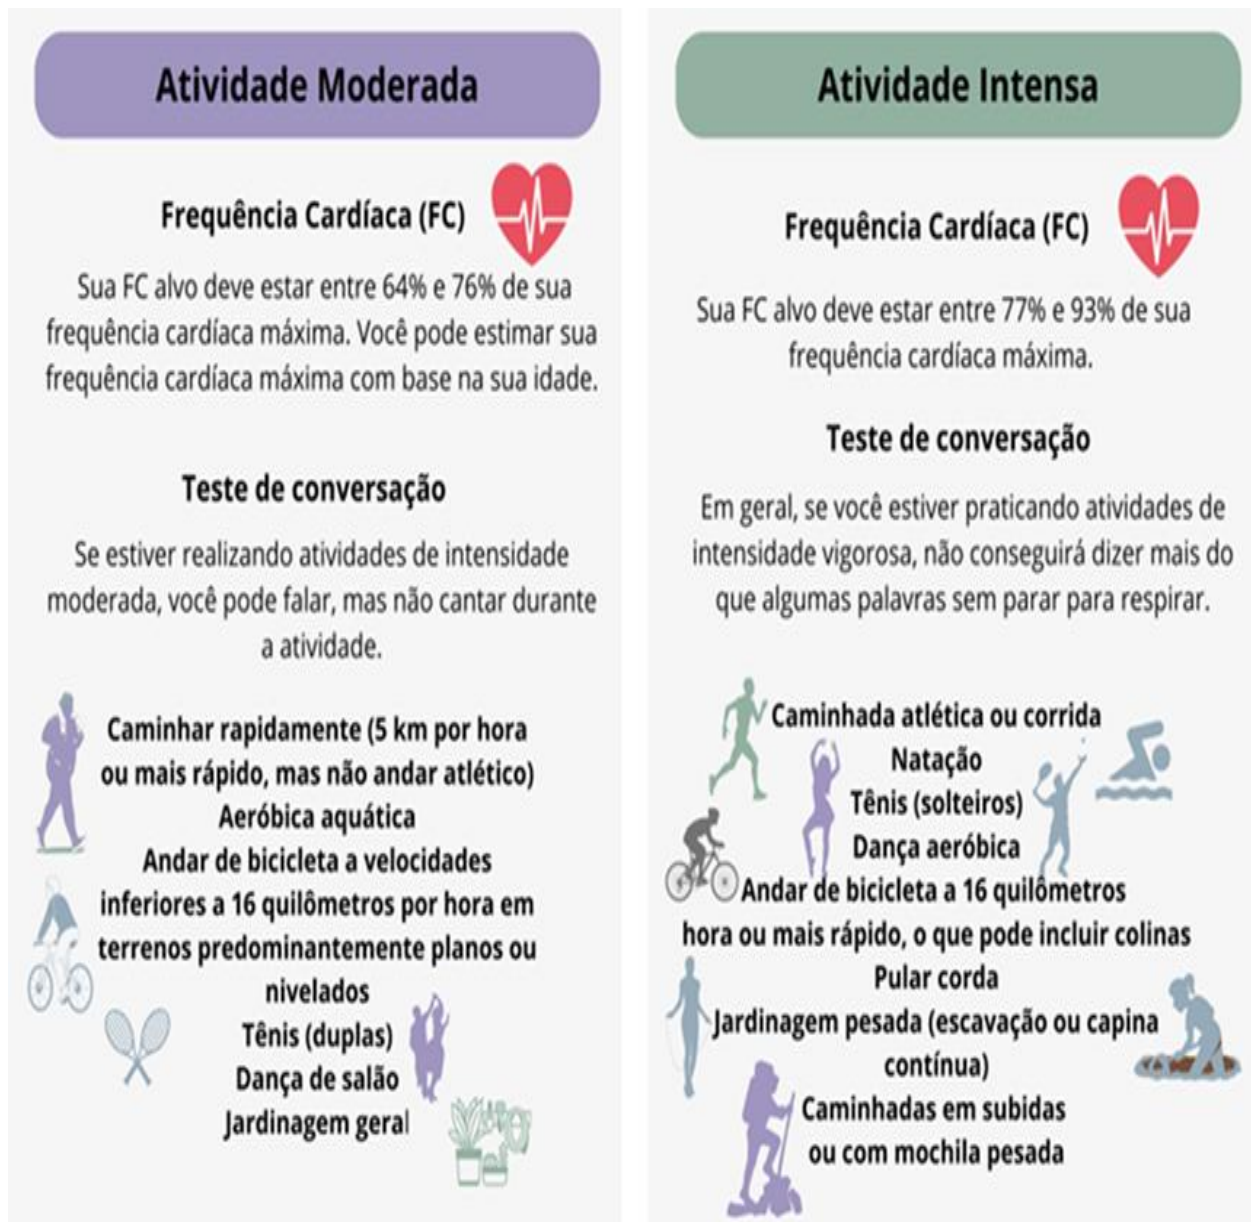 Atividade Moderada
Frequência Cardíaca (FC)
Sua FC alvo deve estar entre 64% e 76% de sua
frequência cardíaca máxima. Você pode estimar sua
frequência cardíaca máxima com base na sua idade.
Teste de conversação
Se estiver realizando atividades de intensidade
moderada, você pode falar, mas não cantar durante
a atividade.
Caminhar rapidamente (5 km por hora
ou mais rápido, mas não andar atlético)
Aeróbica aquática
Andar de bicicleta a velocidades
inferiores a 16 quilômetros por hora em
terrenos predominantemente planos ou
nivelados
Tênis (duplas)
Dança de salão
Jardinagem geral
Atividade Intensa
Frequência Cardíaca (FC)
Sua FC alvo deve estar entre 77% e 93% de sua
frequência cardíaca máxima.
Teste de conversação
Em geral, se você estiver praticando atividades de
intensidade vigorosa, não conseguirá dizer mais do
que algumas palavras sem parar para respirar.
Caminhada atlética ou corrida
Natação
Tênis (solteiros)
Dança aeróbica
Andar de bicicleta a 16 quilômetros
hora ou mais rápido, o que pode incluir colinas
Pular corda
Jardinagem pesada (escavação ou capina
contínua)
Caminhadas em subidas
ou com mochila pesada